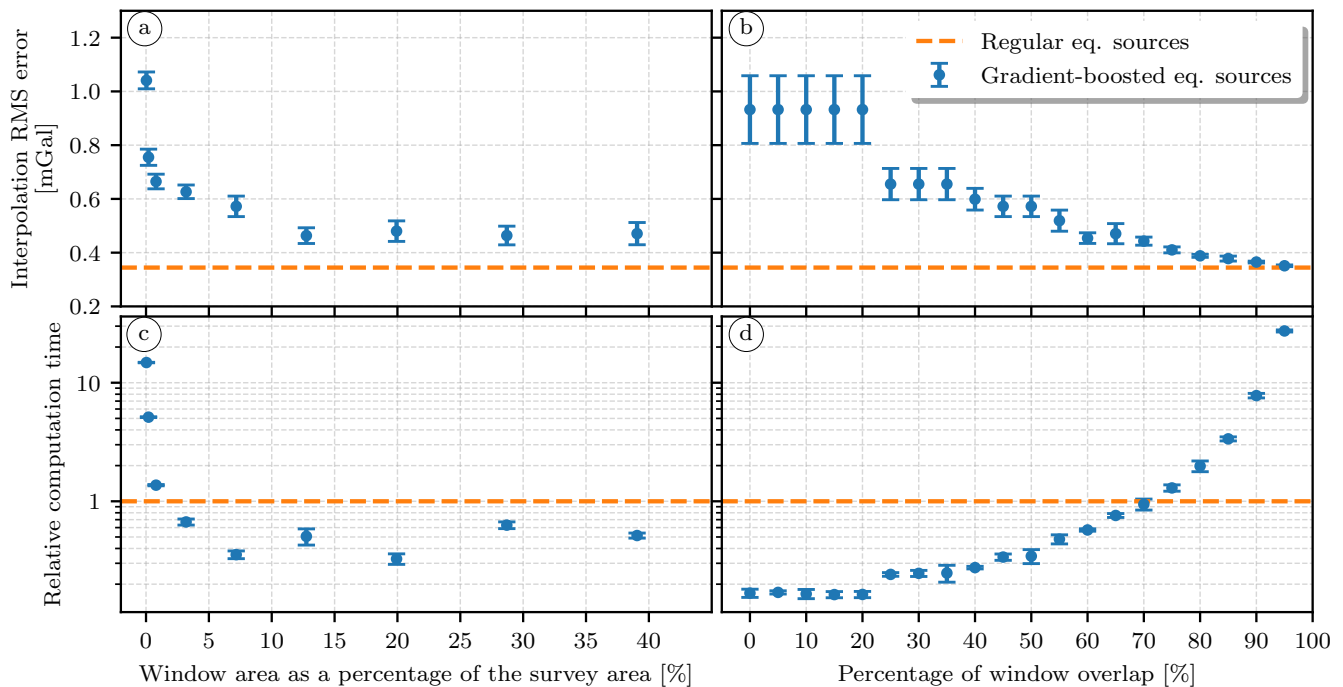 a
b
Regular eq. sources
Gradient-boosted eq. sources
Interpolation RMS error
[mGal]
1.2
1.0
0.8
0.6
0.4
0.2
c
d
Relative computation time
10
1
0 5 10 15 20 25 30 35 40
0 10 20 30 40 50 60 70 80 90 100
Window area as a percentage of the survey area [%]
Percentage of window overlap [%]